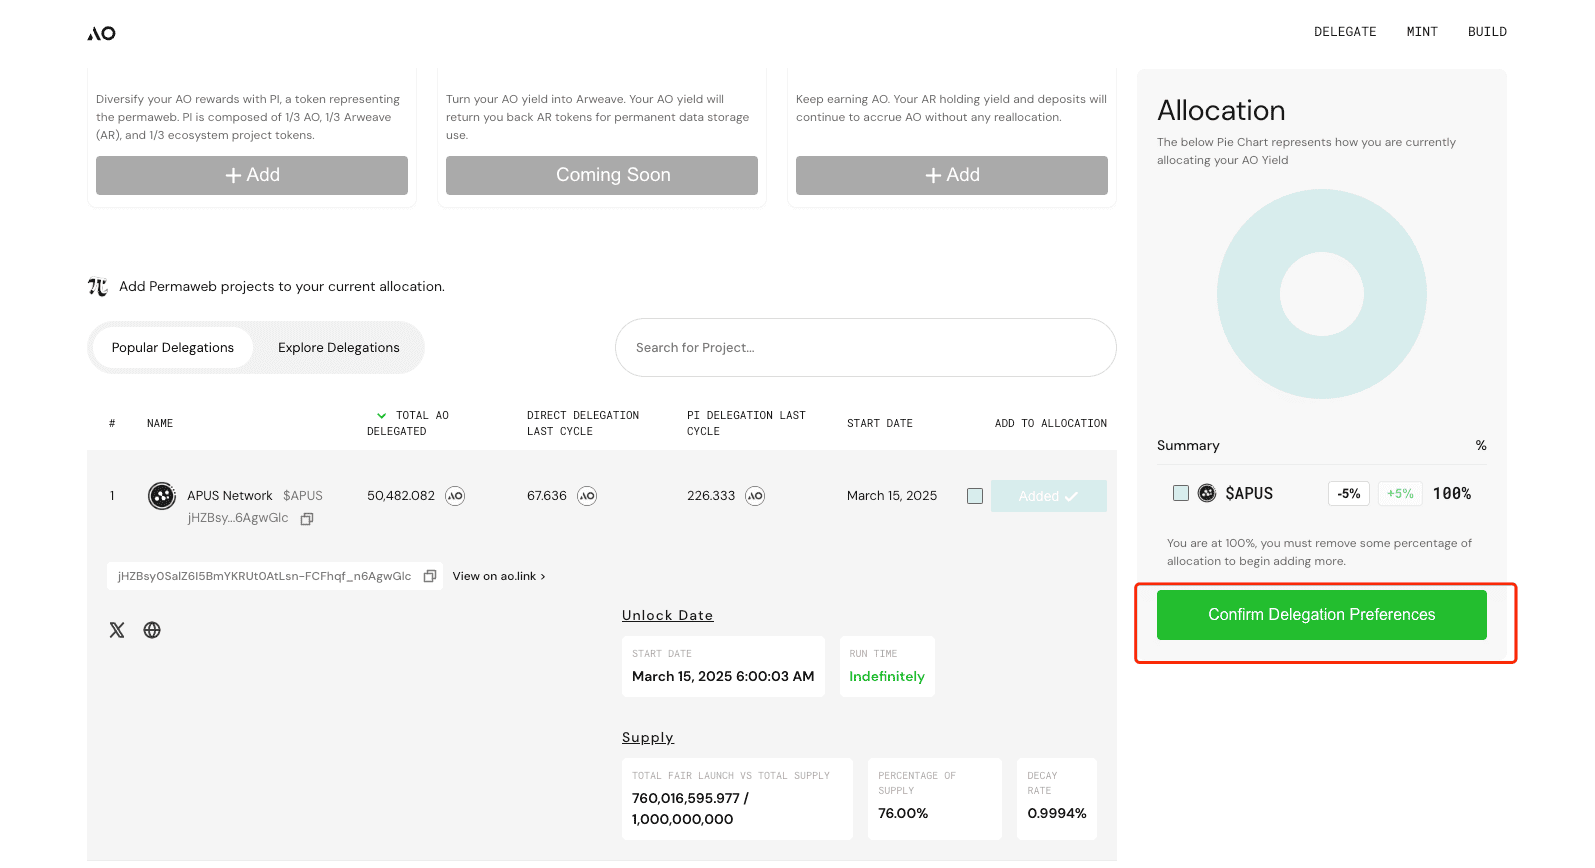 AO
DELEGATE
MINT
BUILD
Diversify your AO rewards with PI, a token representing
the permaweb. PI is composed of 1/3 AO, 1/3 Arweave
(AR), and 1/3 ecosystem project tokens.
+ Add
Turn your AO yield into Arweave. Your AO yield will
return you back AR tokens for permanent data storage
use.
Coming Soon
Keep earning AO. Your AR holding yield and deposits will
continue to accrue AO without any reallocation.
+ Add
Add Permaweb projects to your current allocation.
Popular Delegations
Explore Delegations
Search for Project...
#
NAME
TOTAL AO
DELEGATED
DIRECT DELEGATION
LAST CYCLE
PI DELEGATION LAST
CYCLE
START DATE
ADD TO ALLOCATION
1
APUS Network $APUS
jHZBsy...6AgwGlc
50,482.082 AO
67.636 AO
226.333 AO
March 15, 2025
Added
jHZBsy0SalZ6I5BmYKRUt0AtLsn-FCFhqf_n6AgwGlc
View on ao.link >
Unlock Date
START DATE
March 15, 2025 6:00:03 AM
RUN TIME
Indefinitely
Supply
TOTAL FAIR LAUNCH VS TOTAL SUPPLY
760,016,595.977 /
1,000,000,000
PERCENTAGE OF
SUPPLY
76.00%
DECAY
RATE
0.9994%
Allocation
The below Pie Chart represents how you are currently
allocating your AO Yield
Summary
%
$APUS
-5%
+5%
100%
You are at 100%, you must remove some percentage of
allocation to begin adding more.
Confirm Delegation Preferences